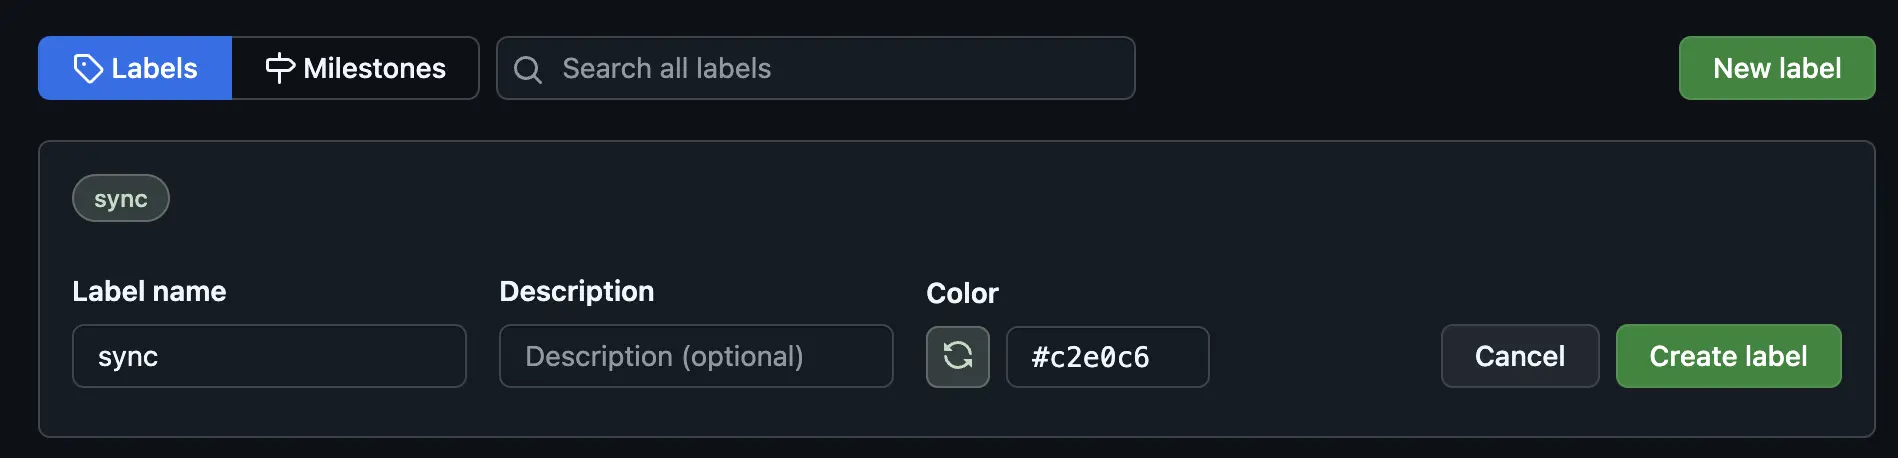 Labels Milestones Search all labels New label
sync
Label name Description Color
sync Description (optional) #c2e0c6 Cancel Create label